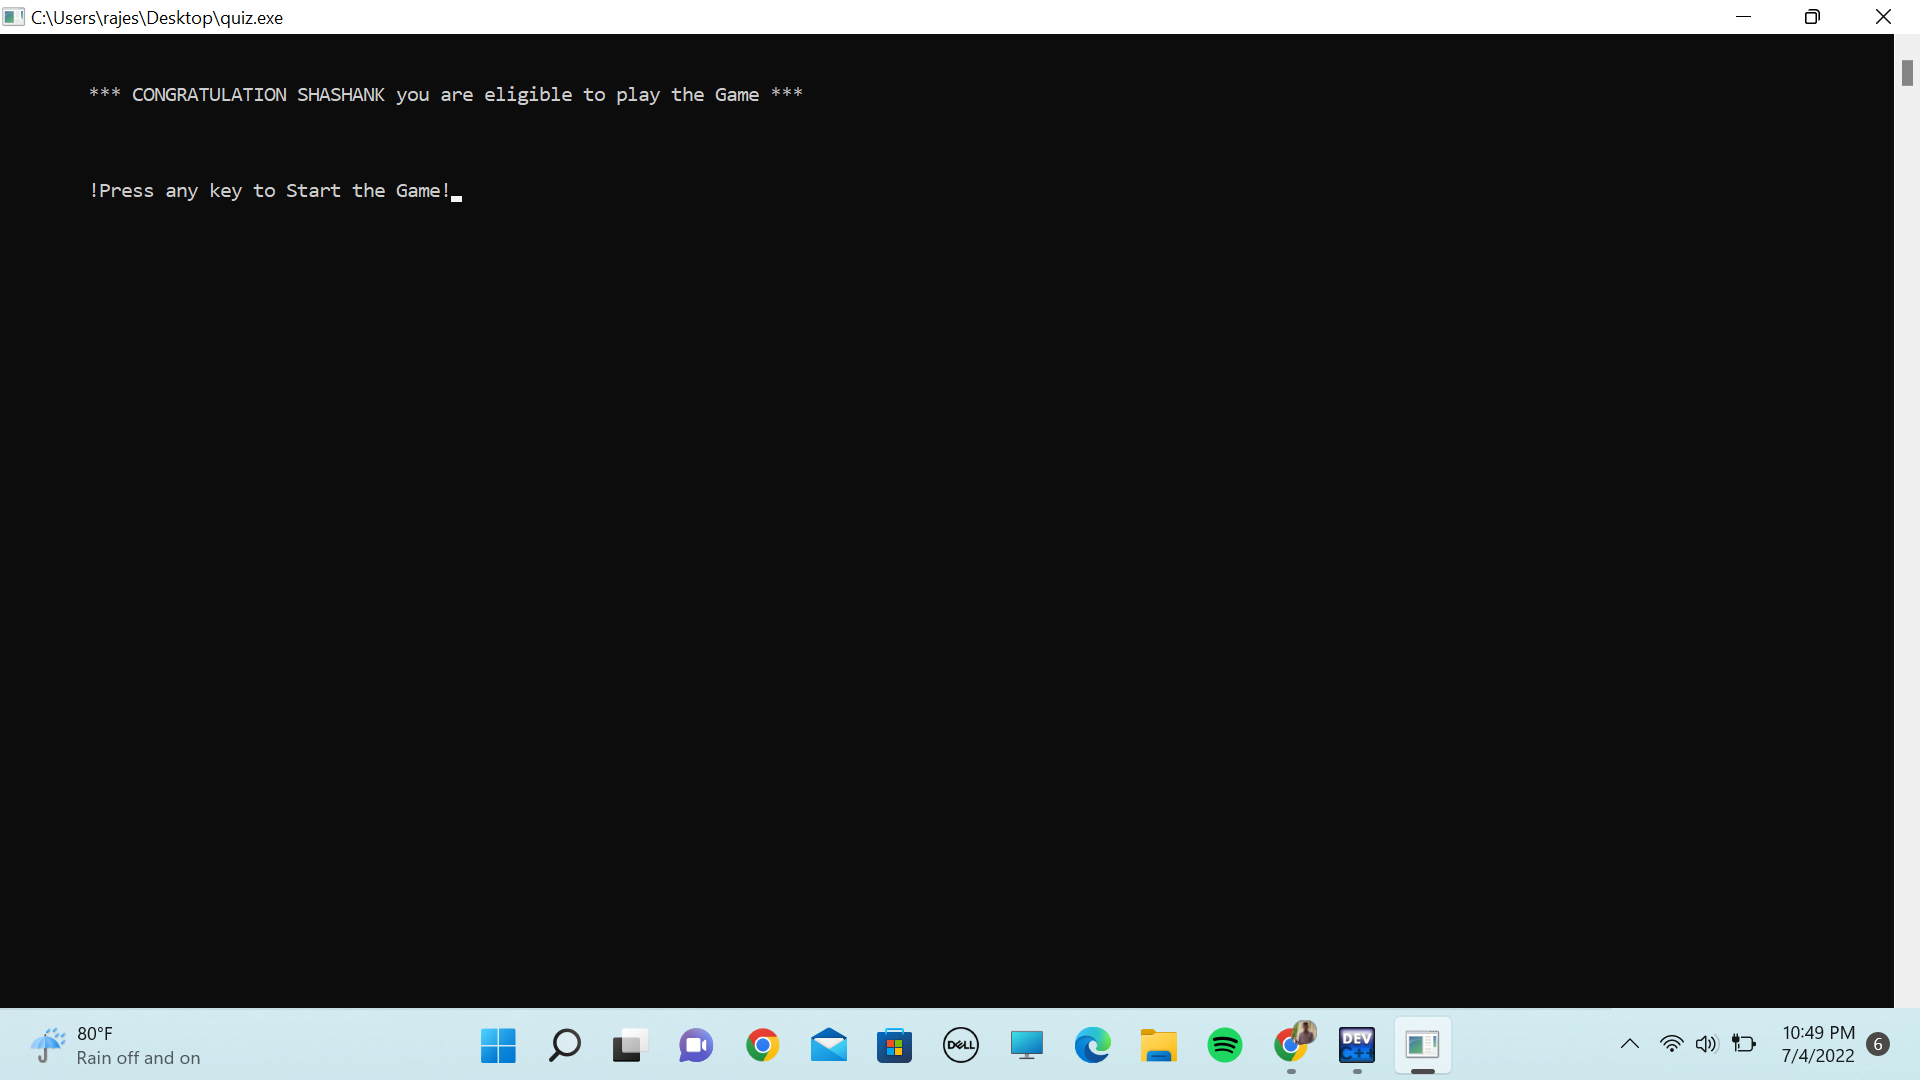 C:\Users\rajes\Desktop\quiz.exe
*** CONGRATULATION SHASHANK you are eligible to play the Game ***
!Press any key to Start the Game!
80°F
Rain off and on
DELL
DEV
C++
10:49 PM
7/4/2022
6